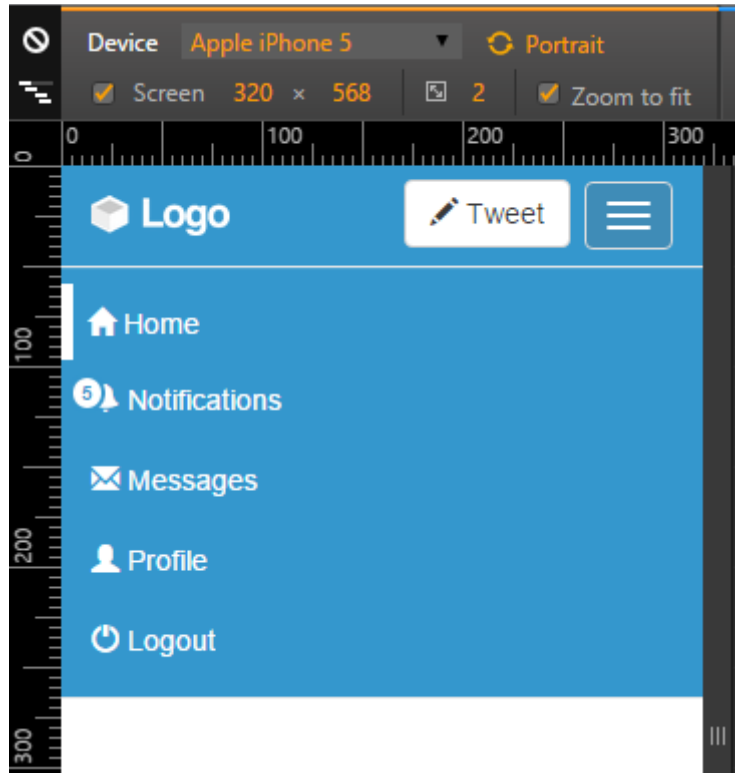 Device Apple iPhone 5 Portrait
Screen 320 × 568 2 Zoom to fit
0 100 200 300
0
Logo Tweet
Home
100
5 Notifications
Messages
200
Profile
Logout
300